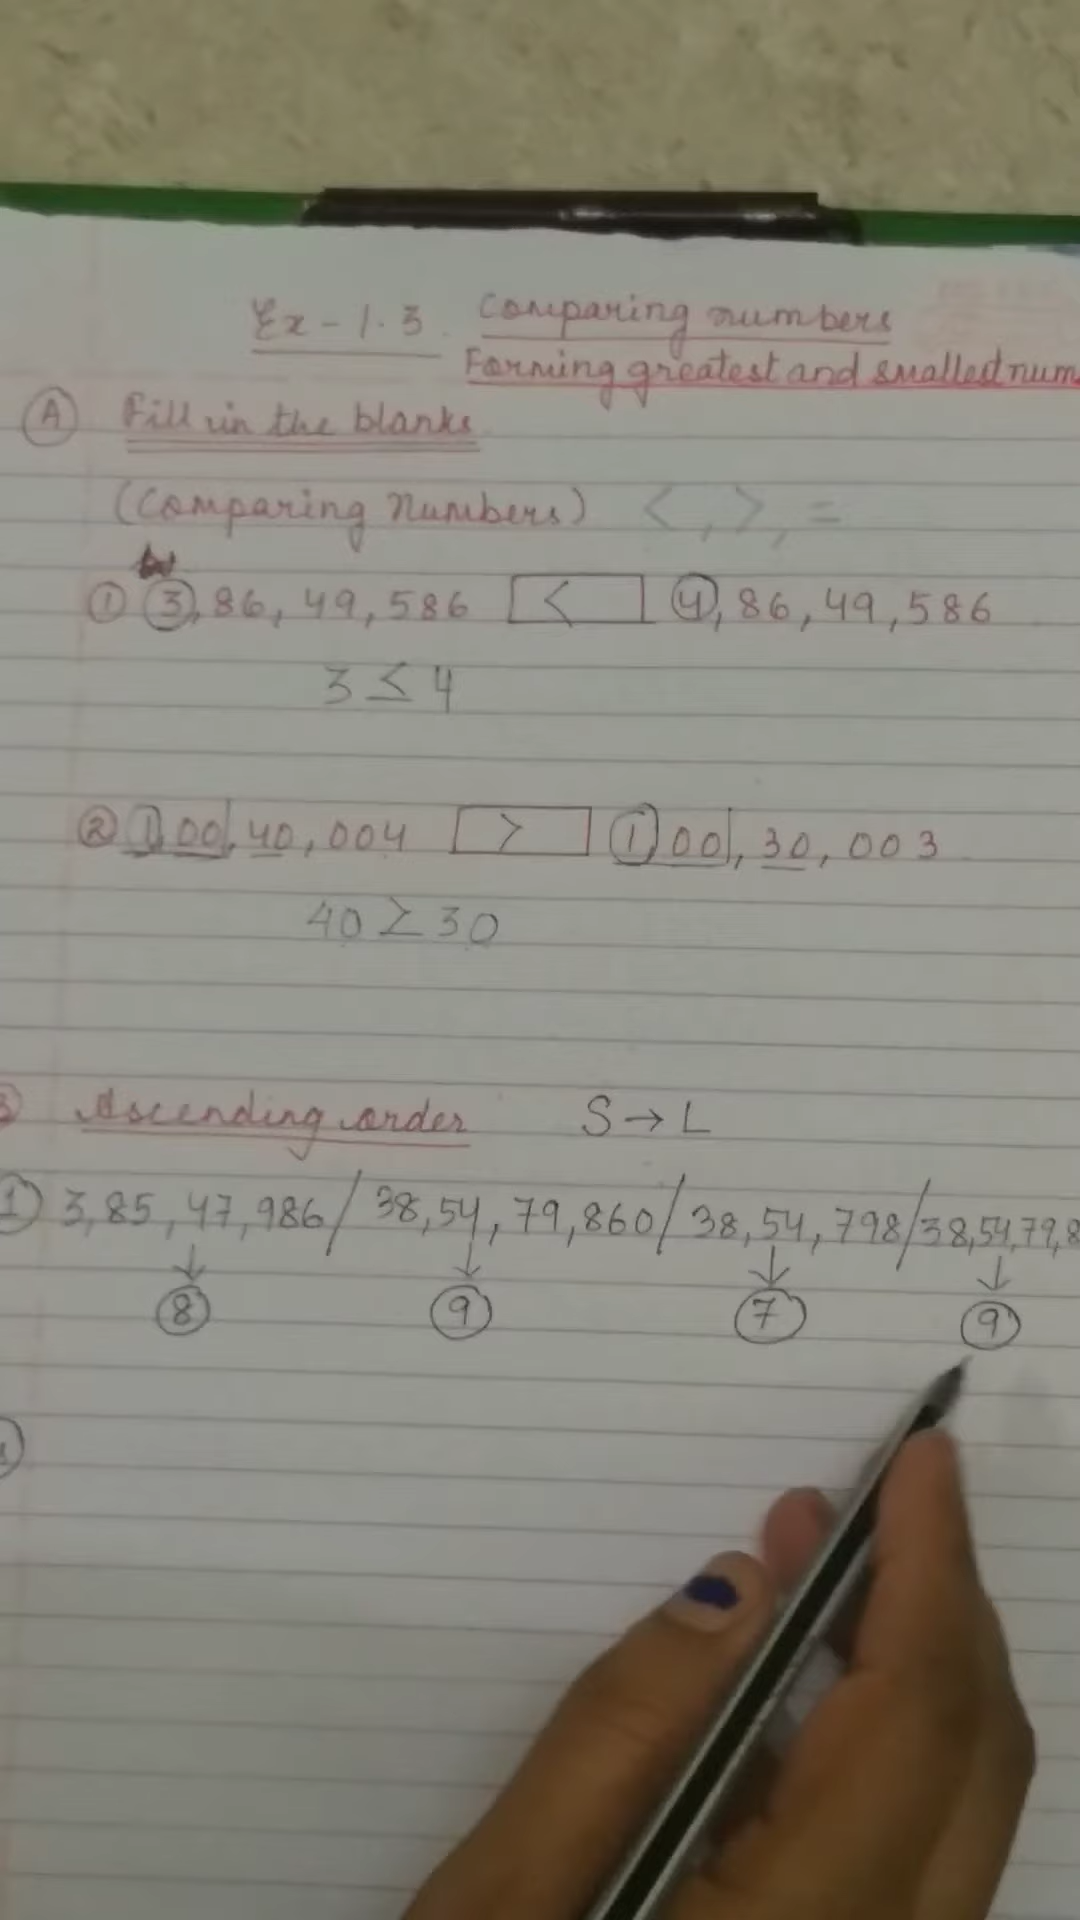 Ex - 1.3 Comparing numbers
Forming greatest and smalled num
A Fill in the blanks
(Comparing Numbers) <, >, =
1 3,86,49,586 < 4,86,49,586
3 < 4
2 1,00,40,004 > 1 00,30,003
40 > 30
Ascending order S → L
1 3,85,47,986 / 38,54,79,860 / 38,54,798 / 38,54,79,8
8 9 7 9